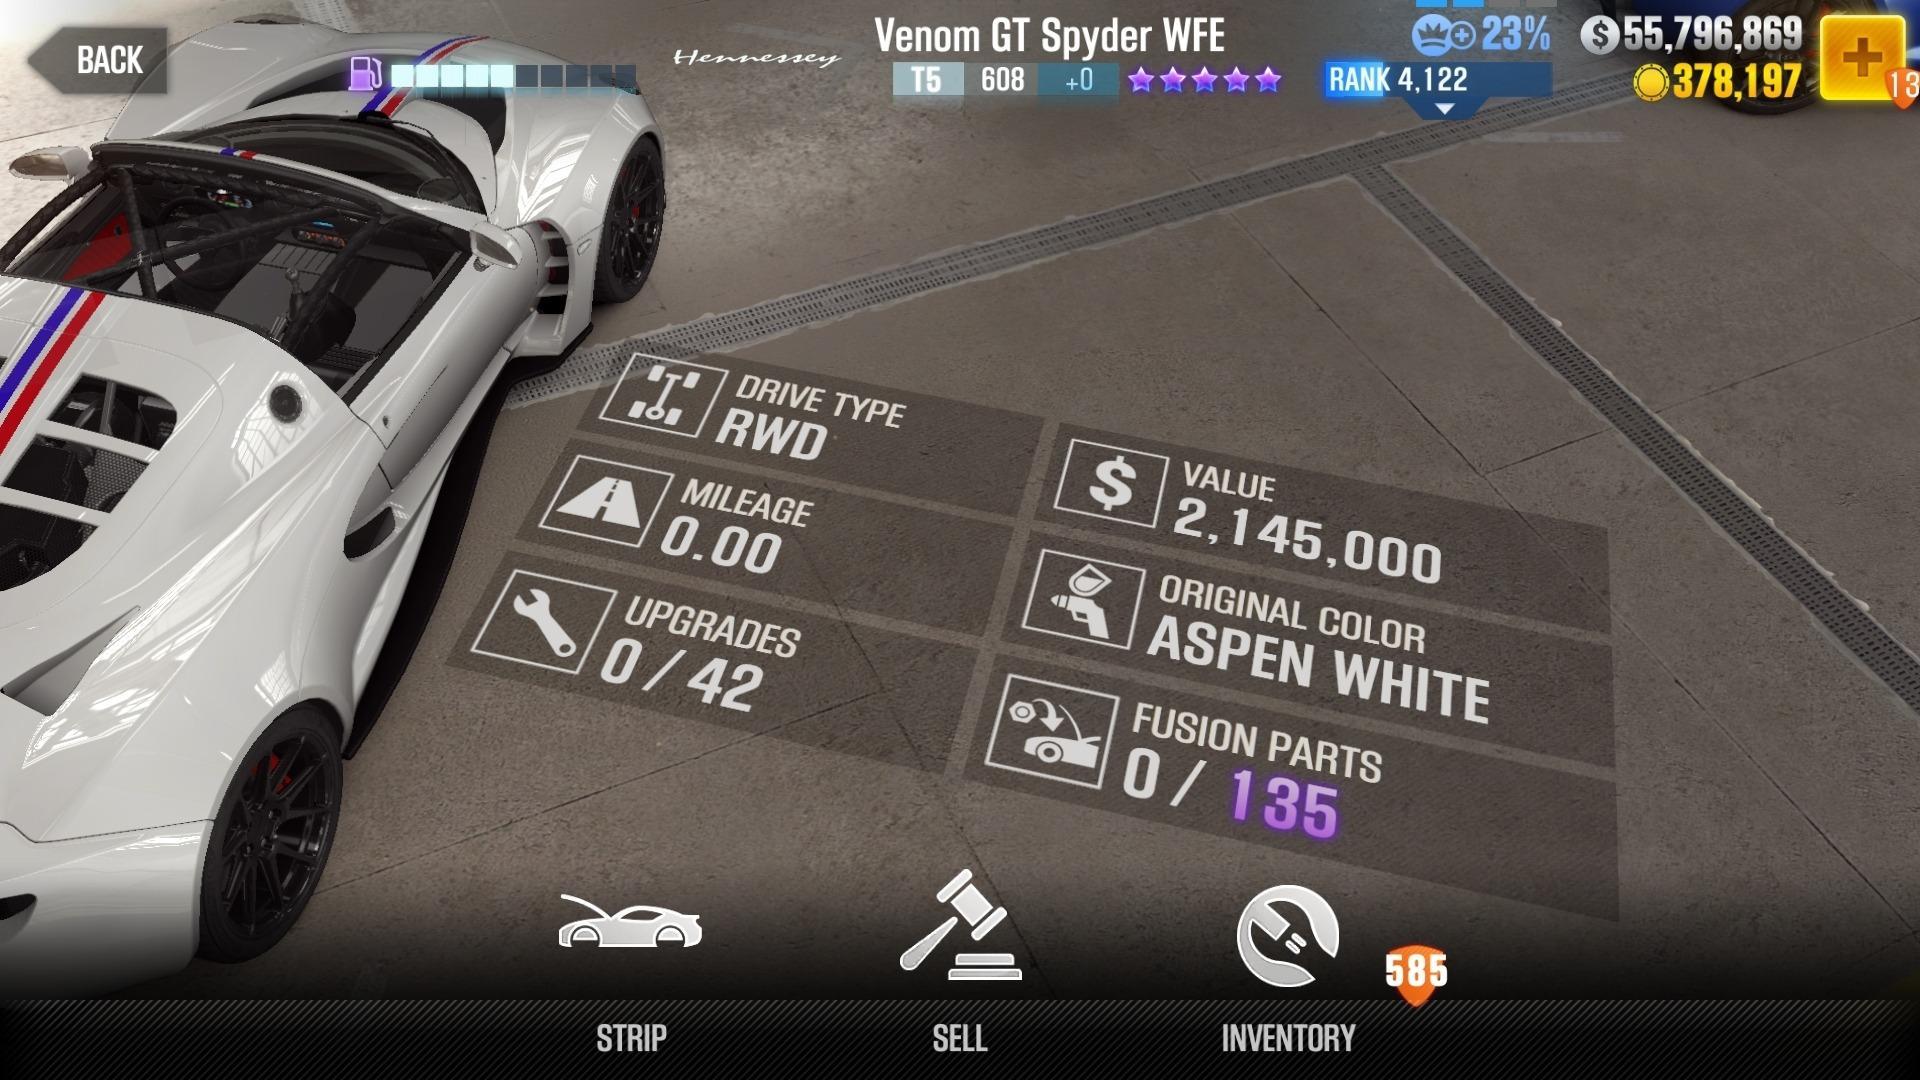 BACK
Hennessey
Venom GT Spyder WFE
T5 608 +0
23%
RANK 4,122
$ 55,796,869
378,197
13
DRIVE TYPE
RWD
MILEAGE
0.00
UPGRADES
0/42
$ VALUE
2,145,000
ORIGINAL COLOR
ASPEN WHITE
FUSION PARTS
0/ 135
585
STRIP
SELL
INVENTORY